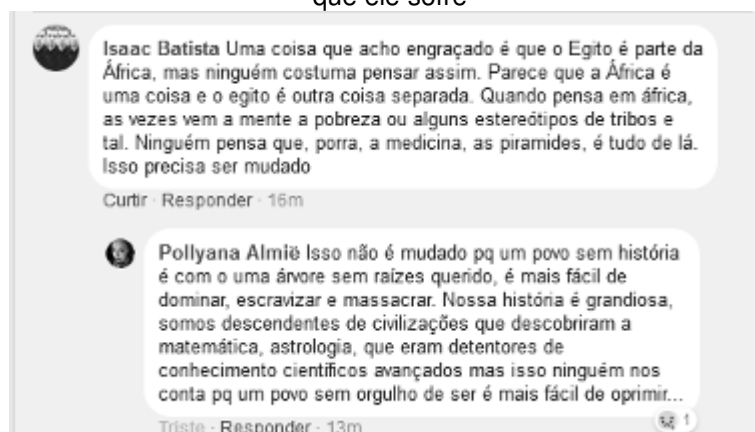 que ele sofre
Isaac Batista Uma coisa que acho engraçado é que o Egito é parte da
África, mas ninguém costuma pensar assim. Parece que a África é
uma coisa e o egito é outra coisa separada. Quando pensa em áfrica,
as vezes vem a mente a pobreza ou alguns estereótipos de tribos e
tal. Ninguém pensa que, porra, a medicina, as piramides, é tudo de lá.
Isso precisa ser mudado
Curtir · Responder · 16m
Pollyana Almië Isso não é mudado pq um povo sem história
é com o uma árvore sem raízes querido, é mais fácil de
dominar, escravizar e massacrar. Nossa história é grandiosa,
somos descendentes de civilizações que descobriram a
matemática, astrologia, que eram detentores de
conhecimento científicos avançados mas isso ninguém nos
conta pq um povo sem orgulho de ser é mais fácil de oprimir...
Triste · Responder · 13m
1